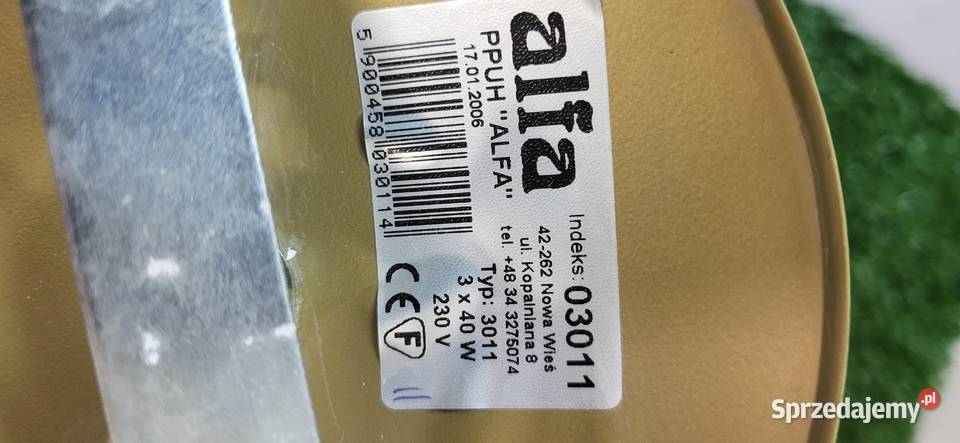 alfa
PPUH "ALFA"
17.01.2006
5 900458 030114
Indeks: 03011
42-262 Nowa Wieś
ul. Kopalniana 8
tel. +48 34 3275074
Typ: 3011
3 x 40 W
230 V
CE F
Sprzedajemy.pl